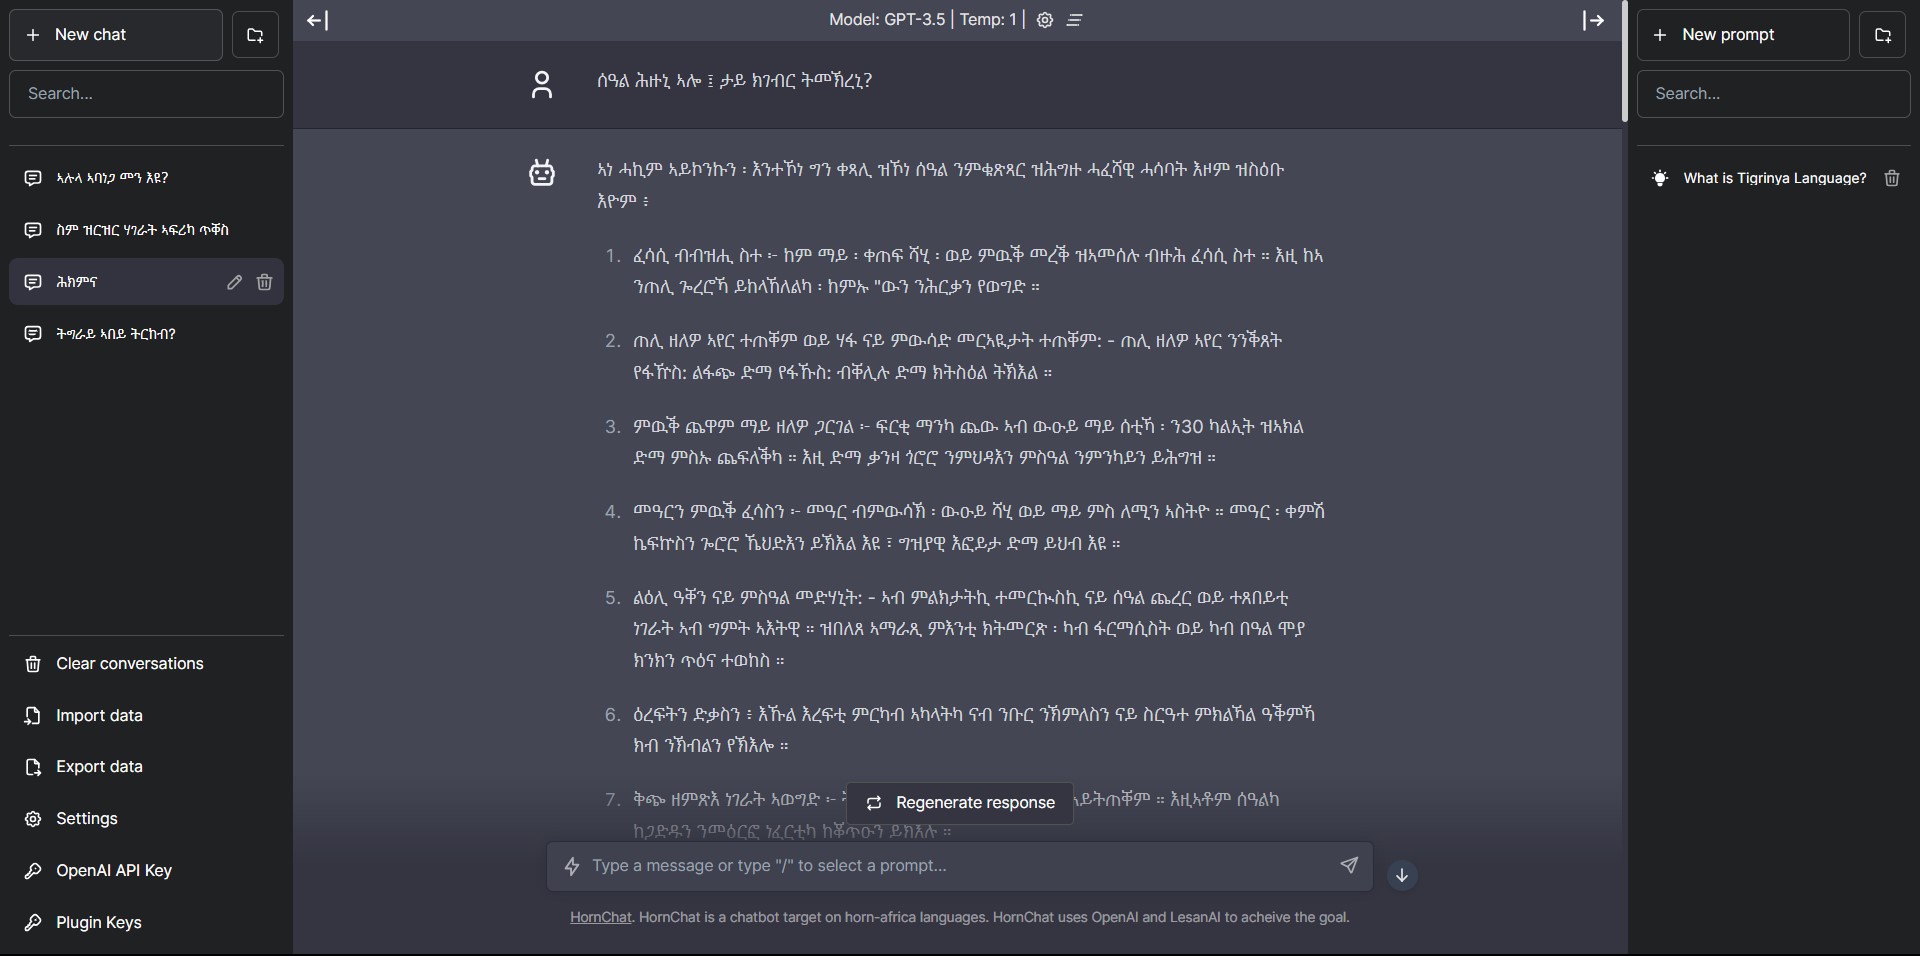 New chat
Search...
ኣሉላ ኣባነጋ መን እዩ?
ስም ዝርዝር ሃገራት ኣፍሪካ ጥቐስ
ሕክምና
ትግራይ ኣበይ ትርከብ?
Clear conversations
Import data
Export data
Settings
OpenAI API Key
Plugin Keys
Model: GPT-3.5 | Temp: 1 |
ሰዓል ሕዙኒ ኣሎ ፤ ታይ ክገብር ትመኽረኒ?
ኣነ ሓኪም ኣይኮንኩን ፡ እንተኾነ ግን ቀጻሊ ዝኾነ ሰዓል ንምቁጽጻር ዝሕግዙ ሓፈሻዊ ሓሳባት እዞም ዝስዕቡ
እዮም ፥
1. ፈሳሲ ብብዝሒ ስተ ፦ ከም ማይ ፡ ቀጠፍ ሻሂ ፡ ወይ ምዉቕ መረቕ ዝኣመሰሉ ብዙሕ ፈሳሲ ስተ ። እዚ ከኣ
ንጠሊ ጐረሮኻ ይከላኸለልካ ፡ ከምኡ "ውን ንሕርቃን የወግድ ።
2. ጠሊ ዘለዎ ኣየር ተጠቐም ወይ ሃፋ ናይ ምውሳድ መርኣዪታት ተጠቐም: - ጠሊ ዘለዎ ኣየር ንንቕጸት
የፋዅስ: ልፋጭ ድማ የፋኹስ: ብቐሊሉ ድማ ክትስዕል ትኽእል ።
3. ምዉቕ ጨዋም ማይ ዘለዎ ጋርገል ፦ ፍርቂ ማንካ ጨው ኣብ ውዑይ ማይ ሰቲኻ ፡ ን30 ካልኢት ዝኣክል
ድማ ምስኡ ጨፍለቕካ ። እዚ ድማ ቃንዛ ጎሮሮ ንምህዳእን ምስዓል ንምንካይን ይሕግዝ ።
4. መዓርን ምዉቕ ፈሳስን ፦ መዓር ብምውሳኽ ፡ ውዑይ ሻሂ ወይ ማይ ምስ ለሚን ኣስትዮ ። መዓር ፡ ቀምሽ
ኬፍኵስን ጐሮሮ ኼህድእን ይኽእል እዩ ፣ ግዝያዊ እፎይታ ድማ ይህብ እዩ ።
5. ልዕሊ ዓቐን ናይ ምስዓል መድሃኒት: - ኣብ ምልክታትኪ ተመርኲስኪ ናይ ሰዓል ጨረር ወይ ተጸበይቲ
ነገራት ኣብ ግምት ኣእትዊ ። ዝበለጸ ኣማራጺ ምእንቲ ክትመርጽ ፡ ካብ ፋርማሲስት ወይ ካብ በዓል ሞያ
ክንክን ጥዕና ተወከስ ።
6. ዕረፍትን ድቃስን ፥ እኹል እረፍቲ ምርካብ ኣካላትካ ናብ ንቡር ንኽምለስን ናይ ስርዓተ ምክልኻል ዓቕምኻ
ክብ ንኽብልን የኽእሎ ።
7. ቅጭ ዘምጽእ ነገራት ኣወግድ ፦ ኣይትጠቐም ። እዚኣቶም ሰዓልካ
ከጋድዱን ንመዕርፎ ነፈርቲካ ከቖጥዑን ይኽእሉ ።
Regenerate response
Type a message or type "/" to select a prompt...
HornChat. HornChat is a chatbot target on horn-africa languages. HornChat uses OpenAI and LesanAI to acheive the goal.
New prompt
Search...
What is Tigrinya Language?